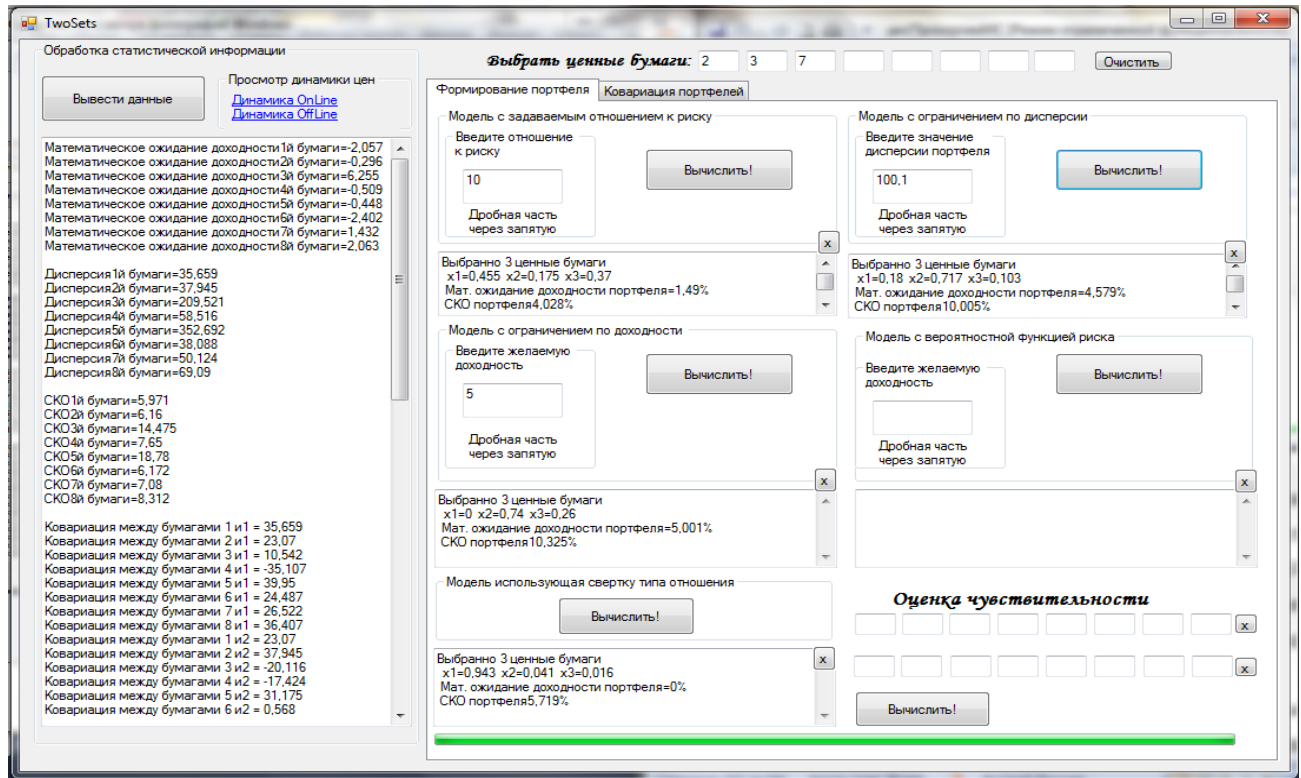 TwoSets
Обработка статистической информации
Вывести данные
Просмотр динамики цен
Динамика OnLine
Динамика OffLine
Математическое ожидание доходности1й бумаги=-2,057
Математическое ожидание доходности2й бумаги=-0,296
Математическое ожидание доходности3й бумаги=6,255
Математическое ожидание доходности4й бумаги=-0,509
Математическое ожидание доходности5й бумаги=-0,448
Математическое ожидание доходности6й бумаги=-2,402
Математическое ожидание доходности7й бумаги=1,432
Математическое ожидание доходности8й бумаги=2,063
Дисперсия1й бумаги=35,659
Дисперсия2й бумаги=37,945
Дисперсия3й бумаги=209,521
Дисперсия4й бумаги=58,516
Дисперсия5й бумаги=352,692
Дисперсия6й бумаги=38,088
Дисперсия7й бумаги=50,124
Дисперсия8й бумаги=69,09
СКО1й бумаги=5,971
СКО2й бумаги=6,16
СКО3й бумаги=14,475
СКО4й бумаги=7,65
СКО5й бумаги=18,78
СКО6й бумаги=6,172
СКО7й бумаги=7,08
СКО8й бумаги=8,312
Ковариация между бумагами 1 и1 = 35,659
Ковариация между бумагами 2 и1 = 23,07
Ковариация между бумагами 3 и1 = 10,542
Ковариация между бумагами 4 и1 = -35,107
Ковариация между бумагами 5 и1 = 39,95
Ковариация между бумагами 6 и1 = 24,487
Ковариация между бумагами 7 и1 = 26,522
Ковариация между бумагами 8 и1 = 36,407
Ковариация между бумагами 1 и2 = 23,07
Ковариация между бумагами 2 и2 = 37,945
Ковариация между бумагами 3 и2 = -20,116
Ковариация между бумагами 4 и2 = -17,424
Ковариация между бумагами 5 и2 = 31,175
Ковариация между бумагами 6 и2 = 0,568
Выбрать ценные бумаги: 2 3 7
Очистить
Формирование портфеля Ковариация портфелей
Модель с задаваемым отношением к риску
Введите отношение
к риску
10
Дробная часть
через запятую
Вычислить!
x
Выбранно 3 ценные бумаги
x1=0,455 x2=0,175 x3=0,37
Мат. ожидание доходности портфеля=1,49%
СКО портфеля4,028%
Модель с ограничением по дисперсии
Введите значение
дисперсии портфеля
100,1
Дробная часть
через запятую
Вычислить!
x
Выбранно 3 ценные бумаги
x1=0,18 x2=0,717 x3=0,103
Мат. ожидание доходности портфеля=4,579%
СКО портфеля10,005%
Модель с ограничением по доходности
Введите желаемую
доходность
5
Дробная часть
через запятую
Вычислить!
x
Выбранно 3 ценные бумаги
x1=0 x2=0,74 x3=0,26
Мат. ожидание доходности портфеля=5,001%
СКО портфеля10,325%
Модель с вероятностной функцией риска
Введите желаемую
доходность
Дробная часть
через запятую
Вычислить!
x
Модель использующая свертку типа отношения
Вычислить!
x
Выбранно 3 ценные бумаги
x1=0,943 x2=0,041 x3=0,016
Мат. ожидание доходности портфеля=0%
СКО портфеля5,719%
Оценка чувствительности
x
x
Вычислить!